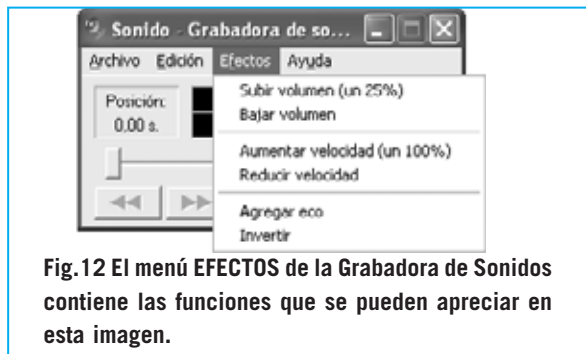 Sonido - Grabadora de so...
Archivo Edición Efectos Ayuda
Posición:
0,00 s.
Subir volumen (un 25%)
Bajar volumen
Aumentar velocidad (un 100%)
Reducir velocidad
Agregar eco
Invertir
Fig.12 El menú EFECTOS de la Grabadora de Sonidos
contiene las funciones que se pueden apreciar en
esta imagen.